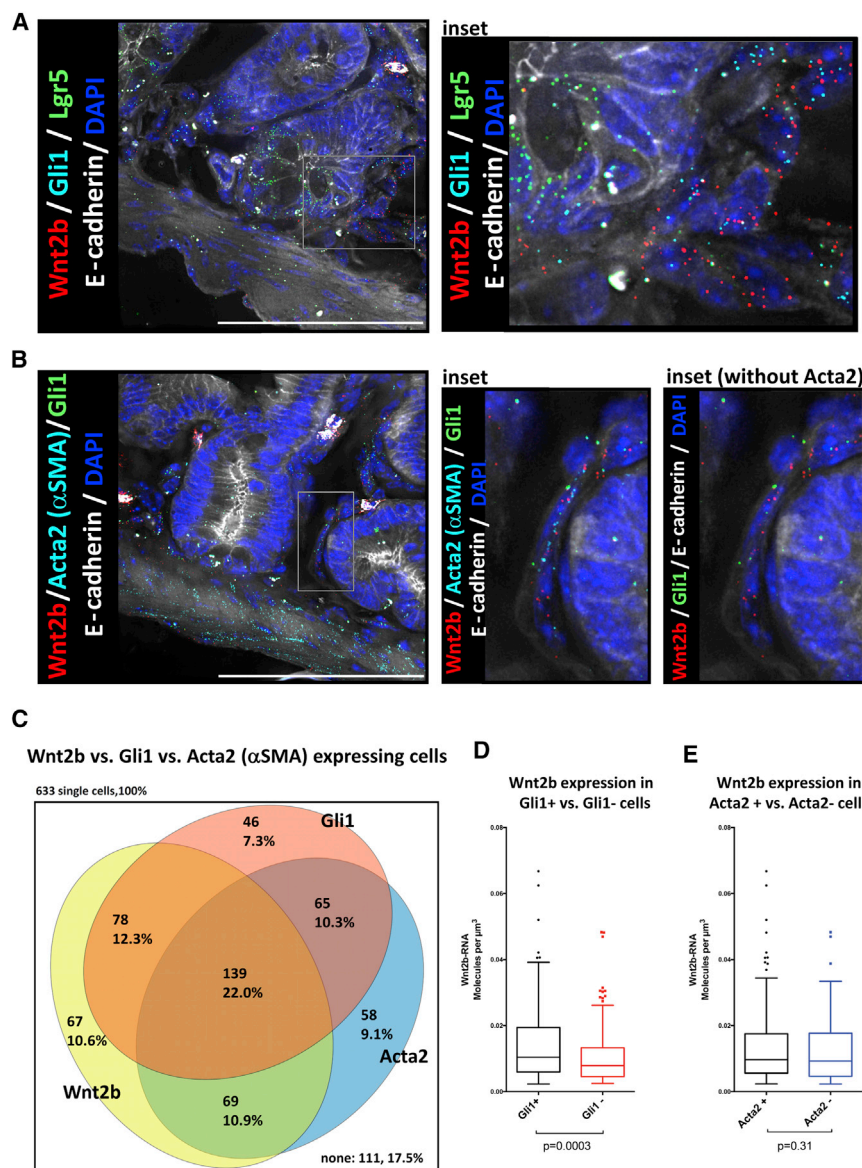 A
Wnt2b / Gli1 / Lgr5
E-cadherin / DAPI
inset
Wnt2b / Gli1 / Lgr5
E-cadherin / DAPI
B
Wnt2b/Acta2 (αSMA)/Gli1
E-cadherin / DAPI
inset
Wnt2b / Acta2 (αSMA) / Gli1
E-cadherin / DAPI
inset (without Acta2)
Wnt2b / Gli1 / E-cadherin / DAPI
C
Wnt2b vs. Gli1 vs. Acta2 (αSMA) expressing cells
633 single cells,100%
46
7.3%
Gli1
78
12.3%
65
10.3%
139
22.0%
67
10.6%
58
9.1%
Acta2
Wnt2b
69
10.9%
none: 111, 17.5%
D
Wnt2b expression in
Gli1+ vs. Gli1- cells
0.08
0.06
0.04
0.02
0.00
Wnt2b-RNA
Molecules per µm³
Gli1+
Gli1 -
p=0.0003
E
Wnt2b expression in
Acta2 + vs. Acta2- cell
0.08
0.06
0.04
0.02
0.00
Wnt2b-RNA
Molecules per µm³
Acta2 +
Acta2 -
p=0.31